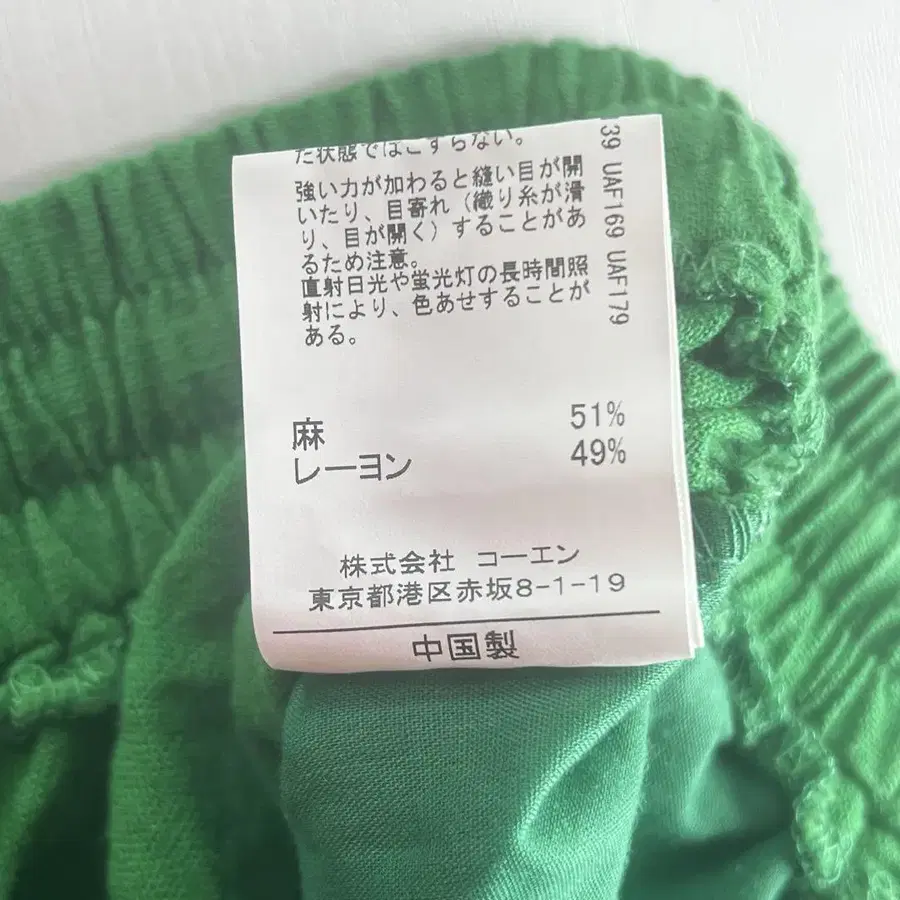 た状態ではこすらない。
強い力が加わると縫い目が開
いたり、目寄れ（織り糸が滑
り、目が開く）することがあ
るため注意。
直射日光や蛍光灯の長時間照
射により、色あせすることが
ある。
39 UAF169 UAF179
麻 51%
レーヨン 49%
株式会社 コーエン
東京都港区赤坂8-1-19
中国製